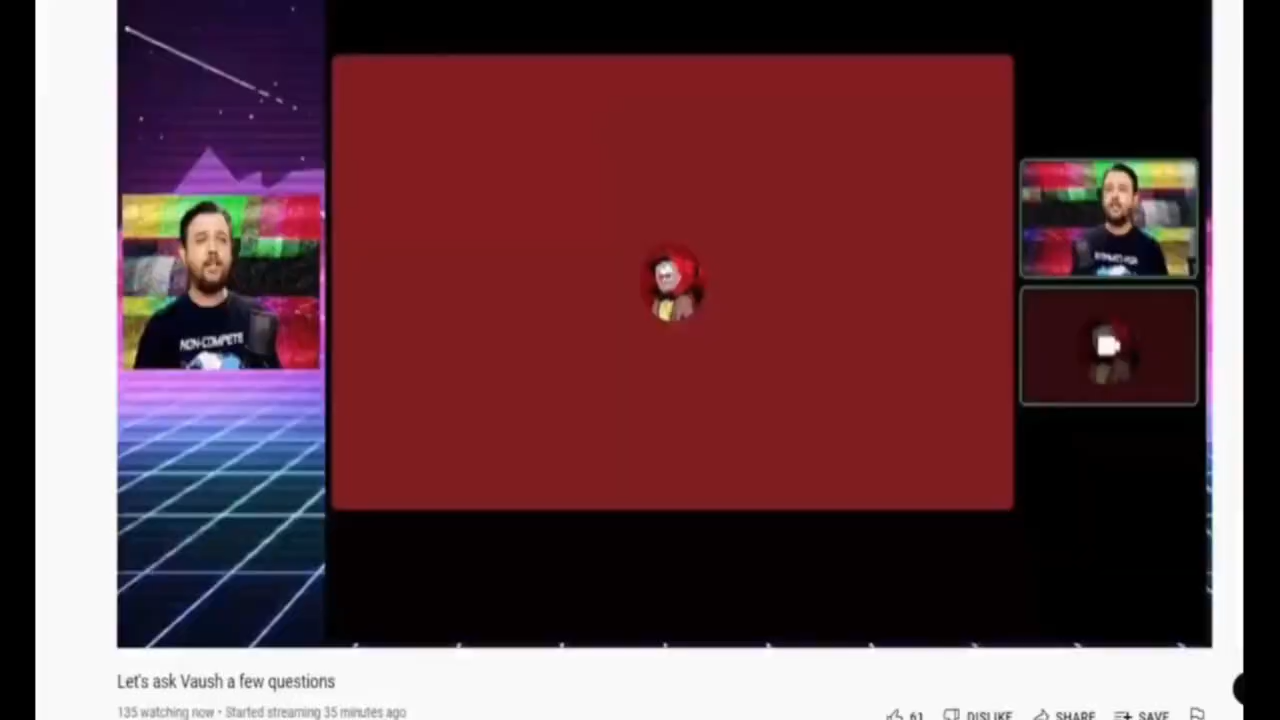 NON-COMPETE
Let's ask Vaush a few questions
135 watching now • Started streaming 35 minutes ago
61 DISLIKE SHARE SAVE